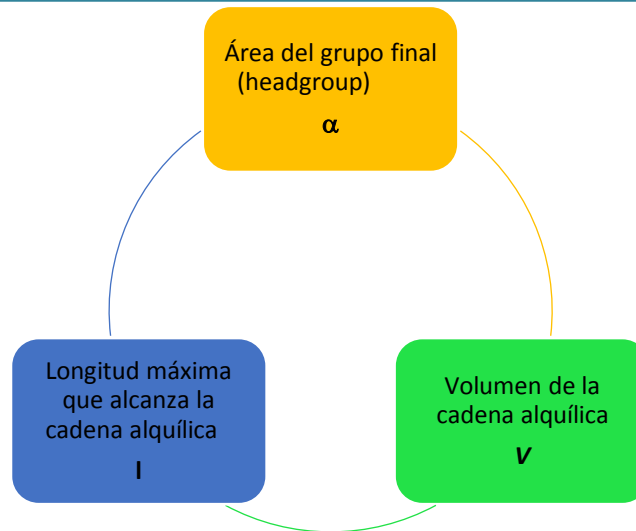 Área del grupo final
(headgroup)
α
Longitud máxima
que alcanza la
cadena alquílica
l
Volumen de la
cadena alquílica
V